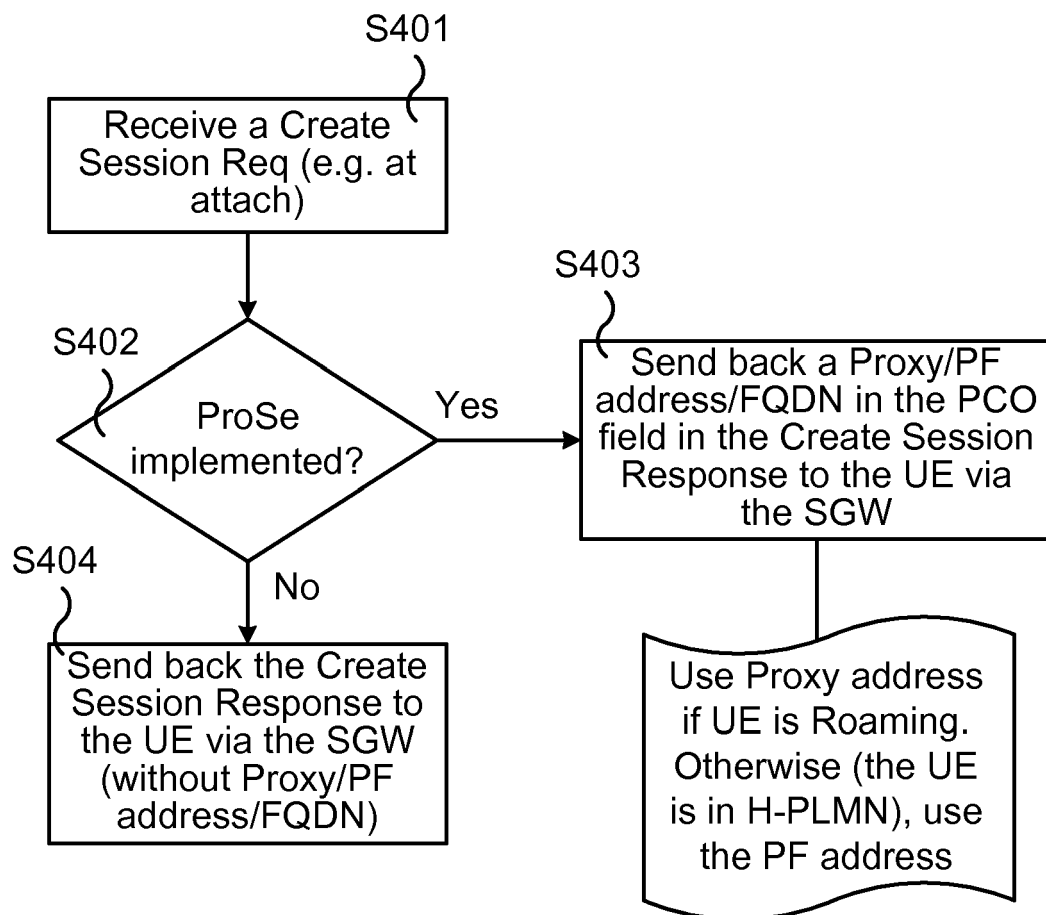 S401
Receive a Create
Session Req (e.g. at
attach)
S402
ProSe
implemented?
Yes
S403
Send back a Proxy/PF
address/FQDN in the PCO
field in the Create Session
Response to the UE via
the SGW
No
S404
Send back the Create
Session Response to
the UE via the SGW
(without Proxy/PF
address/FQDN)
Use Proxy address
if UE is Roaming.
Otherwise (the UE
is in H-PLMN), use
the PF address